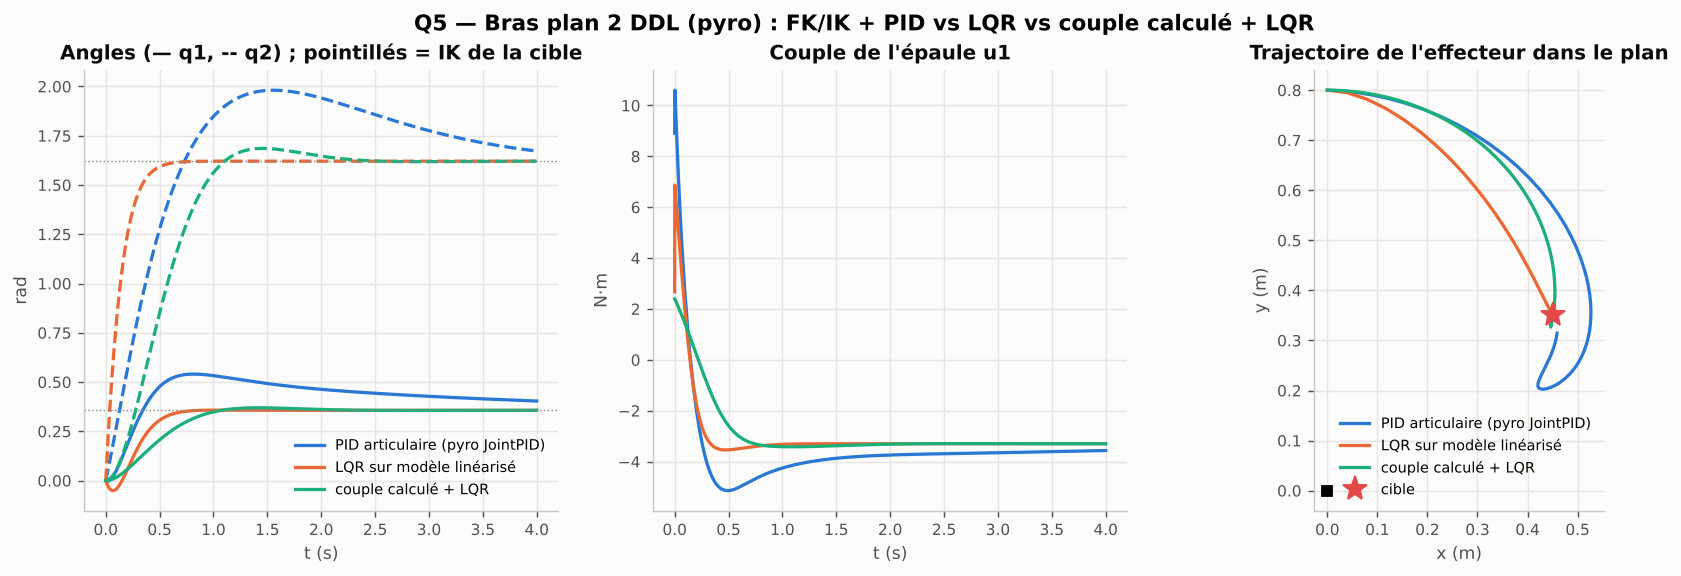 Q5 — Bras plan 2 DDL (pyro) : FK/IK + PID vs LQR vs couple calculé + LQR
Angles (— q1, -- q2) ; pointillés = IK de la cible
rad
2.00
1.75
1.50
1.25
1.00
0.75
0.50
0.25
0.00
PID articulaire (pyro JointPID)
LQR sur modèle linéarisé
couple calculé + LQR
0.0 0.5 1.0 1.5 2.0 2.5 3.0 3.5 4.0
t (s)
Couple de l'épaule u1
N·m
10
8
6
4
2
0
−2
−4
0.0 0.5 1.0 1.5 2.0 2.5 3.0 3.5 4.0
t (s)
Trajectoire de l'effecteur dans le plan
y (m)
0.8
0.7
0.6
0.5
0.4
0.3
0.2
0.1
0.0
PID articulaire (pyro JointPID)
LQR sur modèle linéarisé
couple calculé + LQR
cible
0.0 0.1 0.2 0.3 0.4 0.5
x (m)